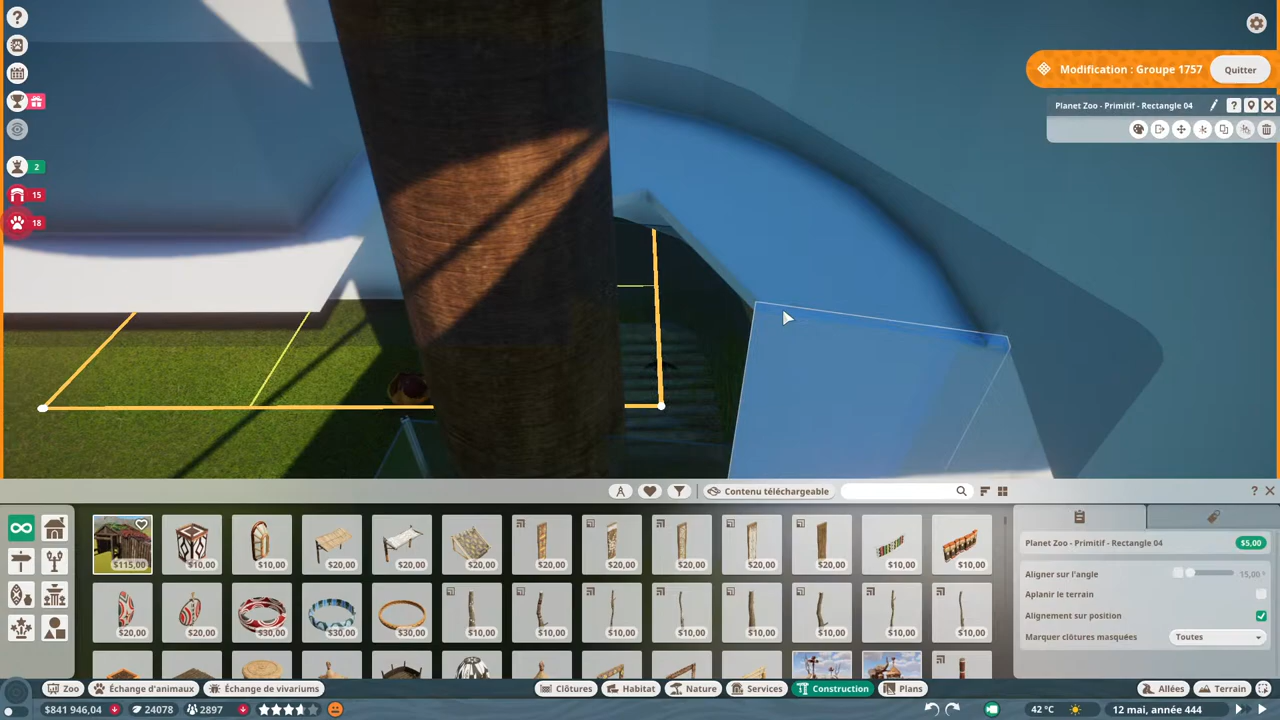 Modification : Groupe 1757
Quitter
Planet Zoo - Primitif - Rectangle 04
2
15
18
Contenu téléchargeable
$115,00 $10,00 $10,00 $20,00 $20,00 $20,00 $20,00 $20,00 $20,00 $20,00 $20,00 $10,00 $10,00
$20,00 $20,00 $30,00 $30,00 $30,00 $10,00 $10,00 $10,00 $10,00 $10,00 $10,00 $10,00
Planet Zoo - Primitif - Rectangle 04 $5,00
Aligner sur l'angle 15,00 °
Aplanir le terrain
Alignement sur position
Marquer clôtures masquées Toutes
Zoo Échange d'animaux Échange de vivariums Clôtures Habitat Nature Services Construction Plans Allées Terrain
$841 946,04 24078 2897 42 °C 12 mai, année 444